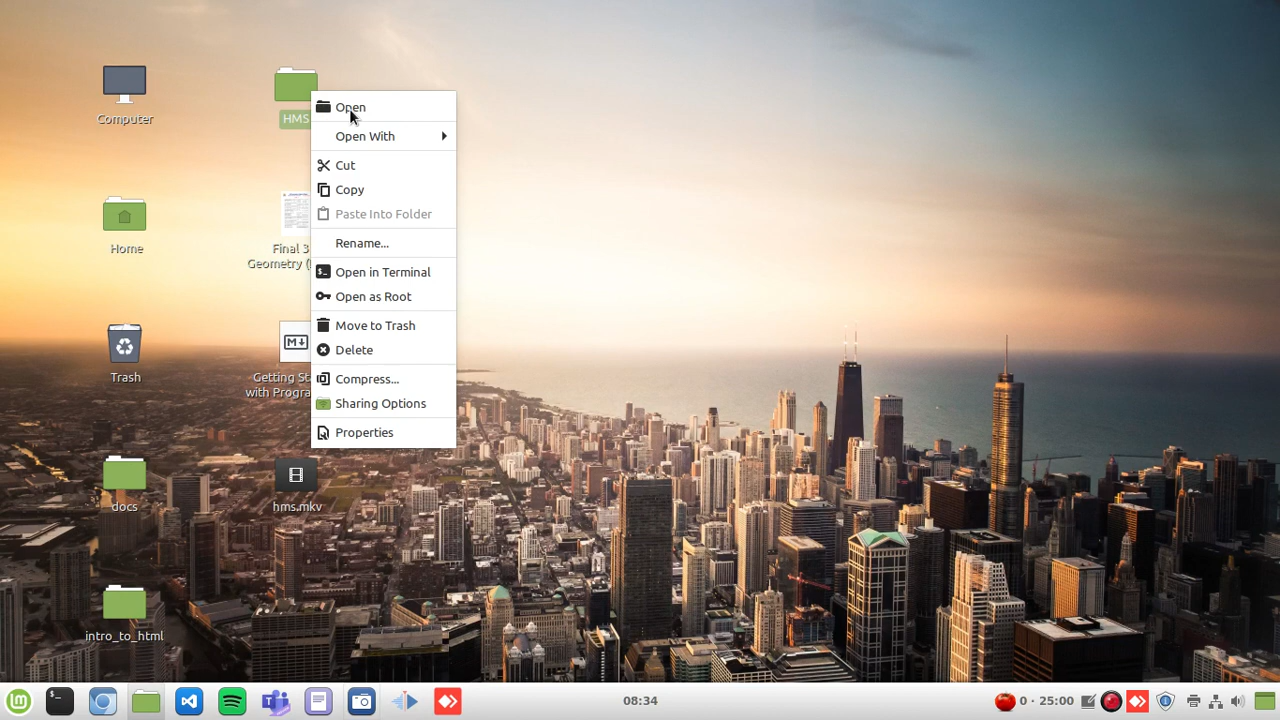 Computer
HMS
Home
Final 3
Geometry (
Trash
Getting St
with Progra
docs
hms.mkv
intro_to_html
Open
Open With
Cut
Copy
Paste Into Folder
Rename...
Open in Terminal
Open as Root
Move to Trash
Delete
Compress...
Sharing Options
Properties
08:34
0 · 25:00